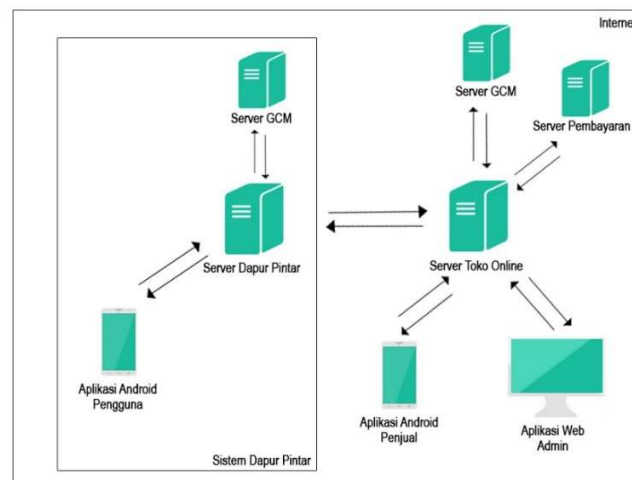 Internet
Server GCM
Server GCM
Server Pembayaran
Server Dapur Pintar
Server Toko Online
Aplikasi Android
Pengguna
Aplikasi Android
Penjual
Aplikasi Web
Admin
Sistem Dapur Pintar